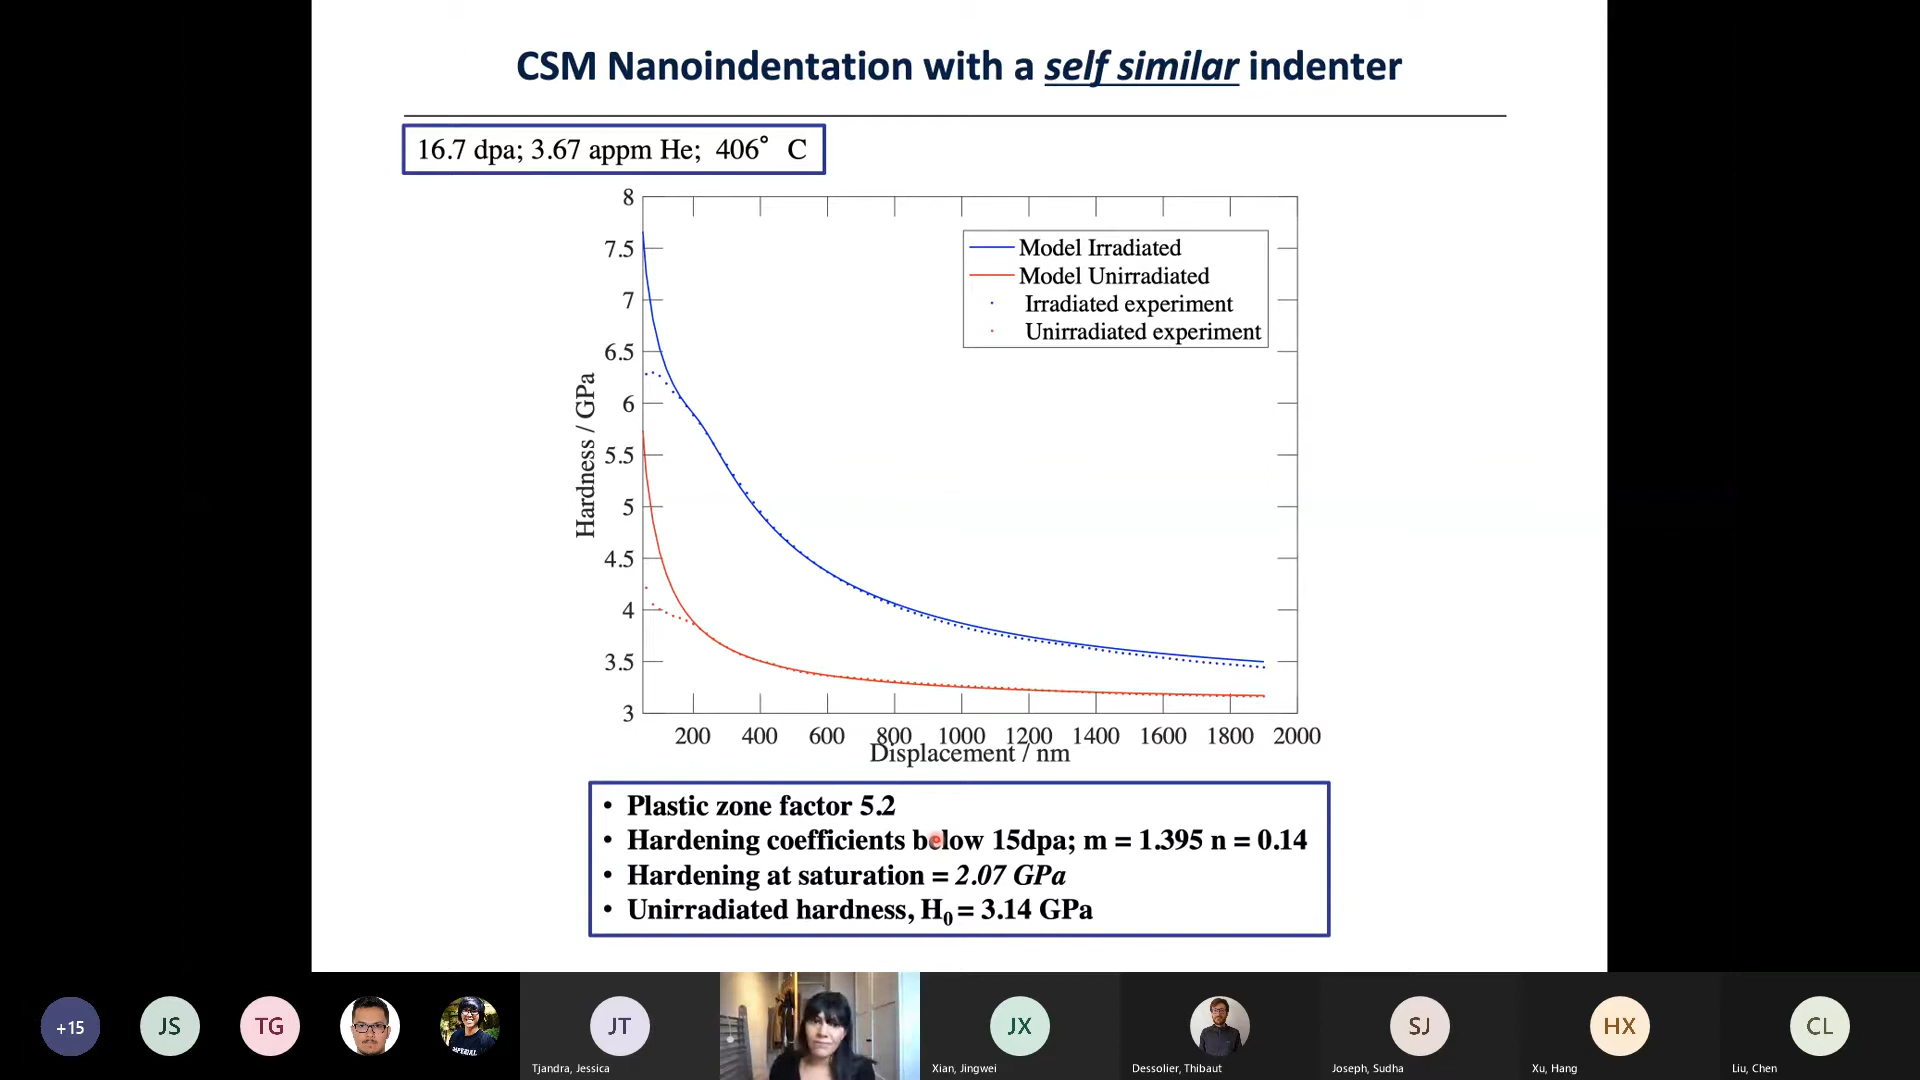 CSM Nanoindentation with a self similar indenter
16.7 dpa; 3.67 appm He; 406° C
8
7.5
7
6.5
6
5.5
5
4.5
4
3.5
3
Hardness / GPa
Model Irradiated
Model Unirradiated
Irradiated experiment
Unirradiated experiment
200 400 600 800 1000 1200 1400 1600 1800 2000
Displacement / nm
• Plastic zone factor 5.2
• Hardening coefficients below 15dpa; m = 1.395 n = 0.14
• Hardening at saturation = 2.07 GPa
• Unirradiated hardness, H0 = 3.14 GPa
+15 JS TG JT JX SJ HX CL
IMPERIAL
Tjandra, Jessica Xian, Jingwei Dessolier, Thibaut Joseph, Sudha Xu, Hang Liu, Chen